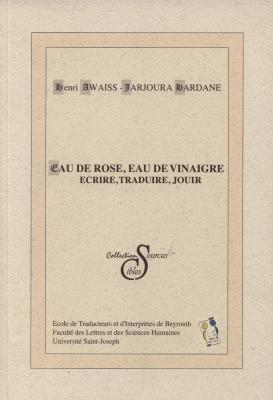 Henri AWAISS - JARJOURA HARDANE
EAU DE ROSE, EAU DE VINAIGRE
ECRIRE, TRADUIRE, JOUIR
Collection Sources
Cibles
Ecole de Traducteurs et d'Interprètes de Beyrouth
Faculté des Lettres et des Sciences Humaines
Université Saint-Joseph